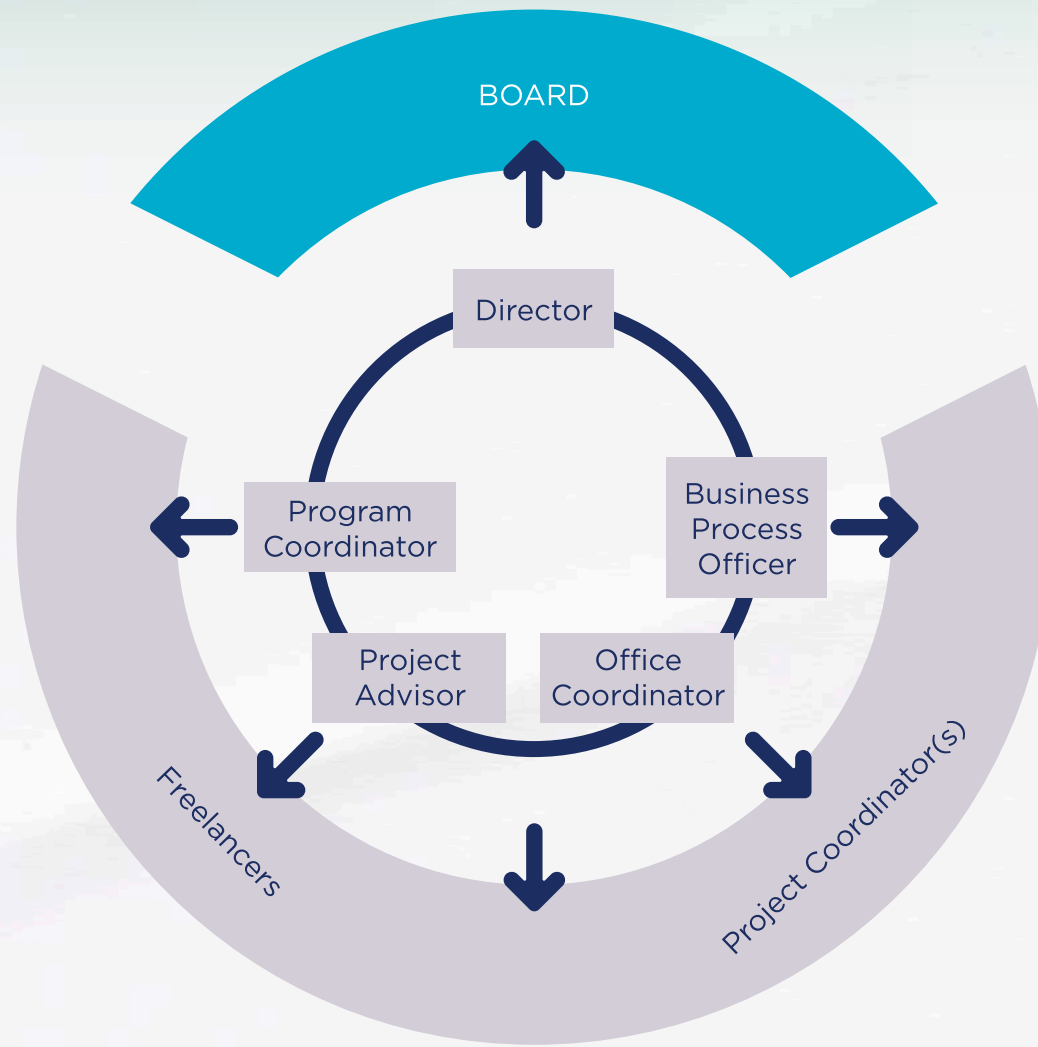 BOARD
Director
Program
Coordinator
Business
Process
Officer
Project
Advisor
Office
Coordinator
Freelancers
Project Coordinator(s)